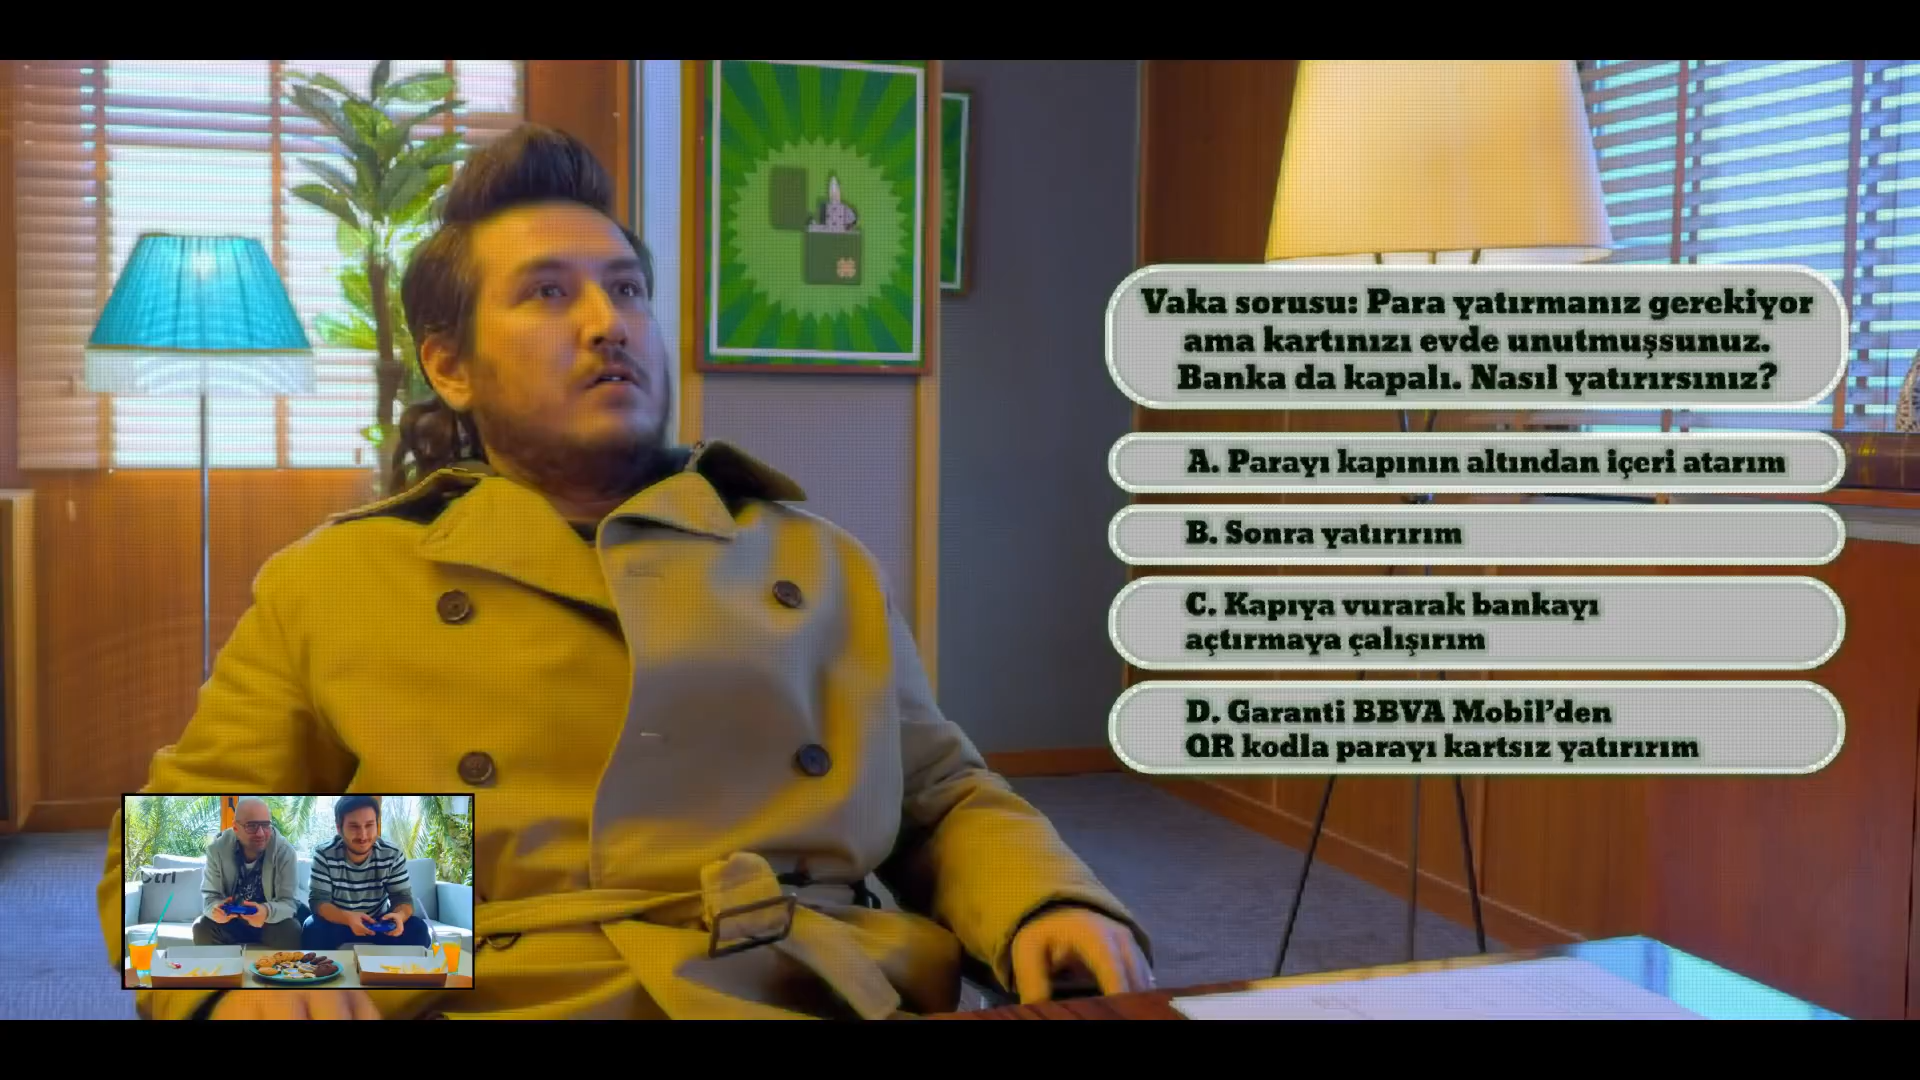 Vaka sorusu: Para yatırmanız gerekiyor
ama kartınızı evde unutmuşsunuz.
Banka da kapalı. Nasıl yatırırsınız?
A. Parayı kapının altından içeri atarım
B. Sonra yatırırım
C. Kapıya vurarak bankayı
açtırmaya çalışırım
D. Garanti BBVA Mobil’den
QR kodla parayı kartsız yatırırım